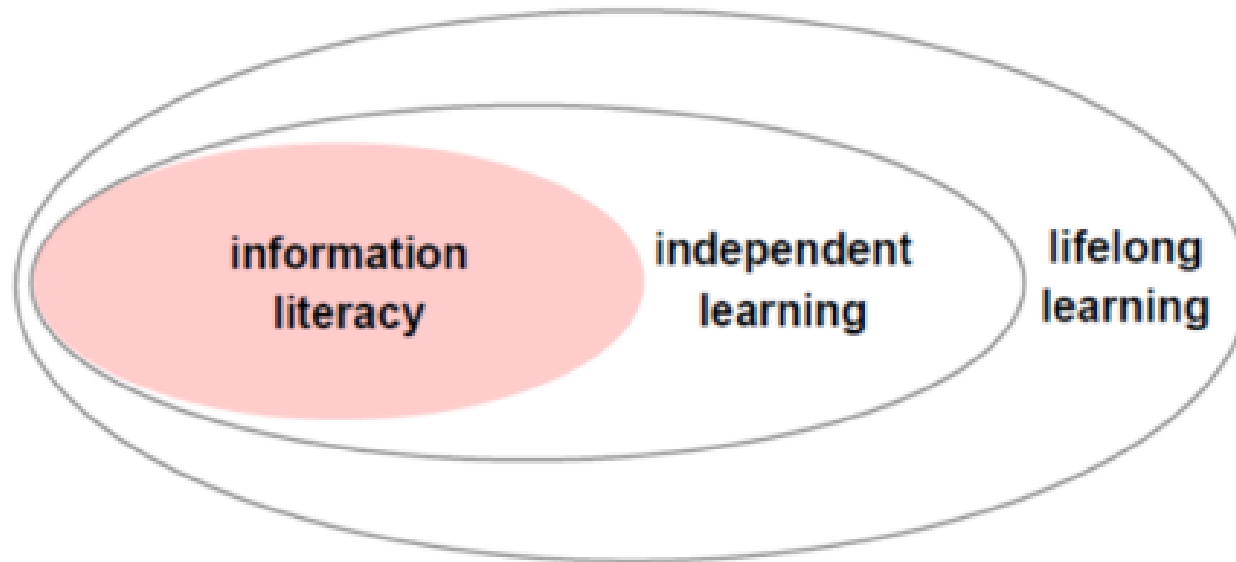 information
literacy
independent
learning
lifelong
learning